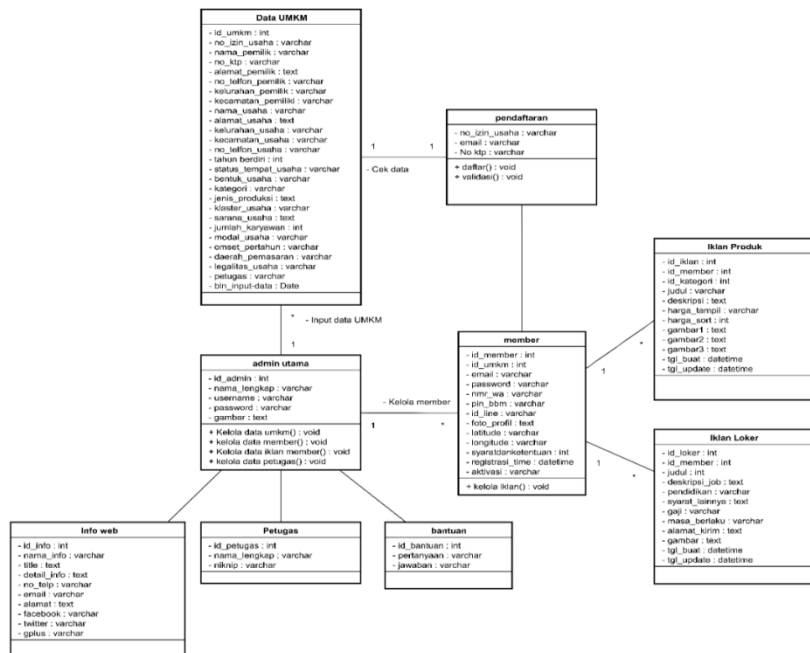 Data UMKM
- id_umkm : int
- no_izin_usaha : varchar
- nama_pemilik : varchar
- no_ktp : varchar
- alamat_pemilik : text
- no_telfon_pemilik : varchar
- kelurahan_pemilik : varchar
- kecamatan_pemiliki : varchar
- nama_usaha : varchar
- alamat_usaha : text
- kelurahan_usaha : varchar
- kecamatan_usaha : varchar
- no_telfon_usaha : varchar
- tahun berdiri : int
- status_tempat_usaha : varchar
- bentuk_usaha : varchar
- kategori : varchar
- jenis_produksi : text
- klaster_usaha : varchar
- sarana_usaha : text
- jumlah_karyawan : int
- modal_usaha : varchar
- omset_pertahun : varchar
- daerah_pemasaran : varchar
- legalitas_usaha : varchar
- petugas : varchar
- bln_input-data : Date
1
1
- Cek data
pendaftaran
- no_izin_usaha : varchar
- email : varchar
- No ktp : varchar
+ daftar() : void
+ validasi() : void
*
- Input data UMKM
1
admin utama
- id_admin : int
- nama_lengkap : varchar
- username : varchar
- password : varchar
- gambar : text
+ Kelola data umkm() : void
+ kelola data member() : void
+ Kelola data iklan member() : void
+ kelola data petugas() : void
- Kelola member
1
*
member
- id_member : int
- id_umkm : int
- email : varchar
- password : varchar
- nmr_wa : varchar
- pin_bbm : varchar
- id_line : varchar
- foto_profil : text
- latitude : varchar
- longitude : varchar
- syaratdanketentuan : int
- registrasi_time : datetime
- aktivasi : varchar
+ kelola iklan() : void
1
*
Iklan Produk
- id_iklan : int
- id_member : int
- id_kategori : int
- judul : varchar
- deskripsi : text
- harga_tampil : varchar
- harga_sort : int
- gambar1 : text
- gambar2 : text
- gambar3 : text
- tgl_buat : datetime
- tgl_update : datetime
1
*
Iklan Loker
- id_loker : int
- id_member : int
- judul : int
- deskripsi_job : text
- pendidikan : varchar
- syarat_lainnya : text
- gaji : varchar
- masa_berlaku : varchar
- alamat_kirim : text
- gambar : text
- tgl_buat : datetime
- tgl_update : datetime
Info web
- id_info : int
- nama_info : varchar
- title : text
- detail_info : text
- no_telp : varchar
- email : varchar
- alamat : text
- facebook : varchar
- twitter : varchar
- gplus : varchar
Petugas
- id_petugas : int
- nama_lengkap : varchar
- niknip : varchar
bantuan
- id_bantuan : int
- pertanyaan : varchar
- jawaban : varchar